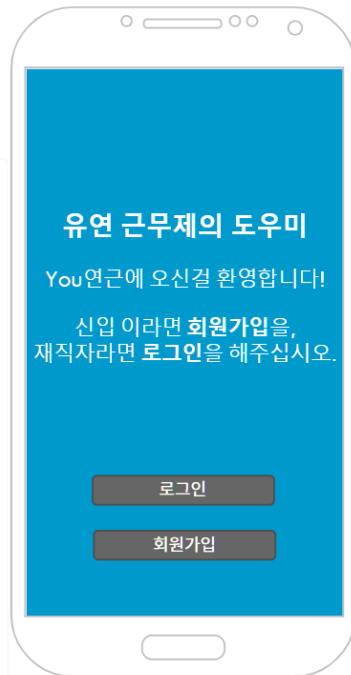 유연 근무제의 도우미
You연근에 오신걸 환영합니다!
신입 이라면 회원가입을,
재직자라면 로그인을 해주십시오.
로그인
회원가입